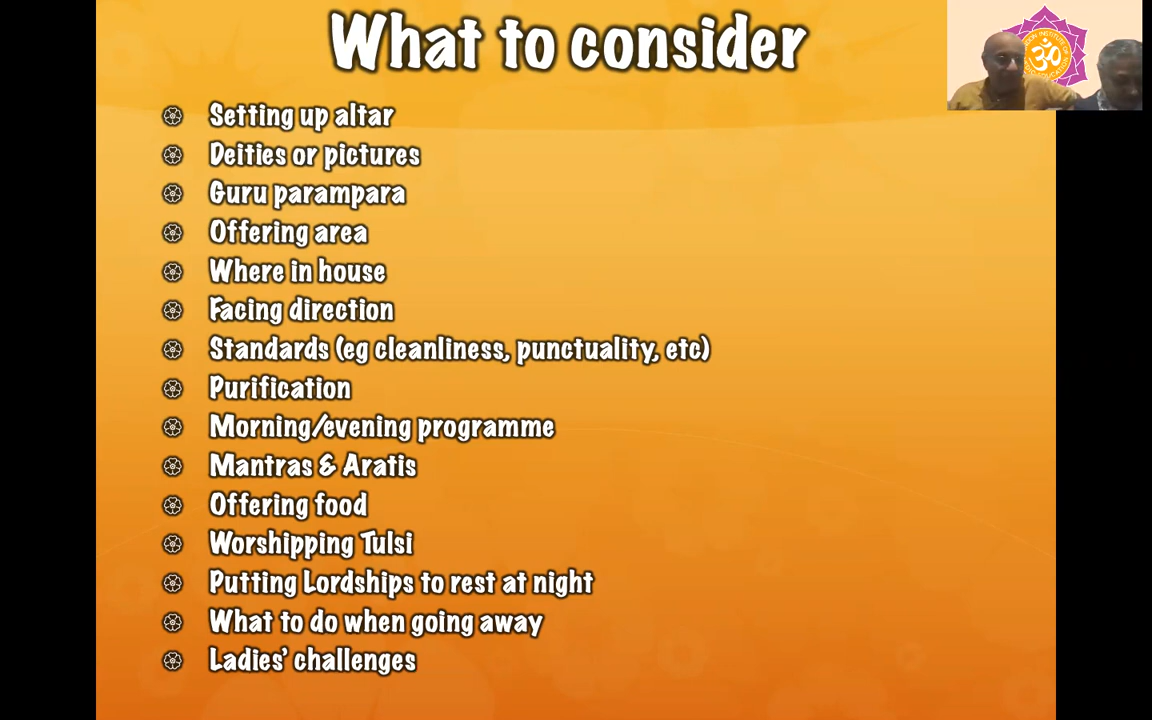 What to consider
Setting up altar
Deities or pictures
Guru parampara
Offering area
Where in house
Facing direction
Standards (eg cleanliness, punctuality, etc)
Purification
Morning/evening programme
Mantras & Aratis
Offering food
Worshipping Tulsi
Putting Lordships to rest at night
What to do when going away
Ladies’ challenges
ॐ